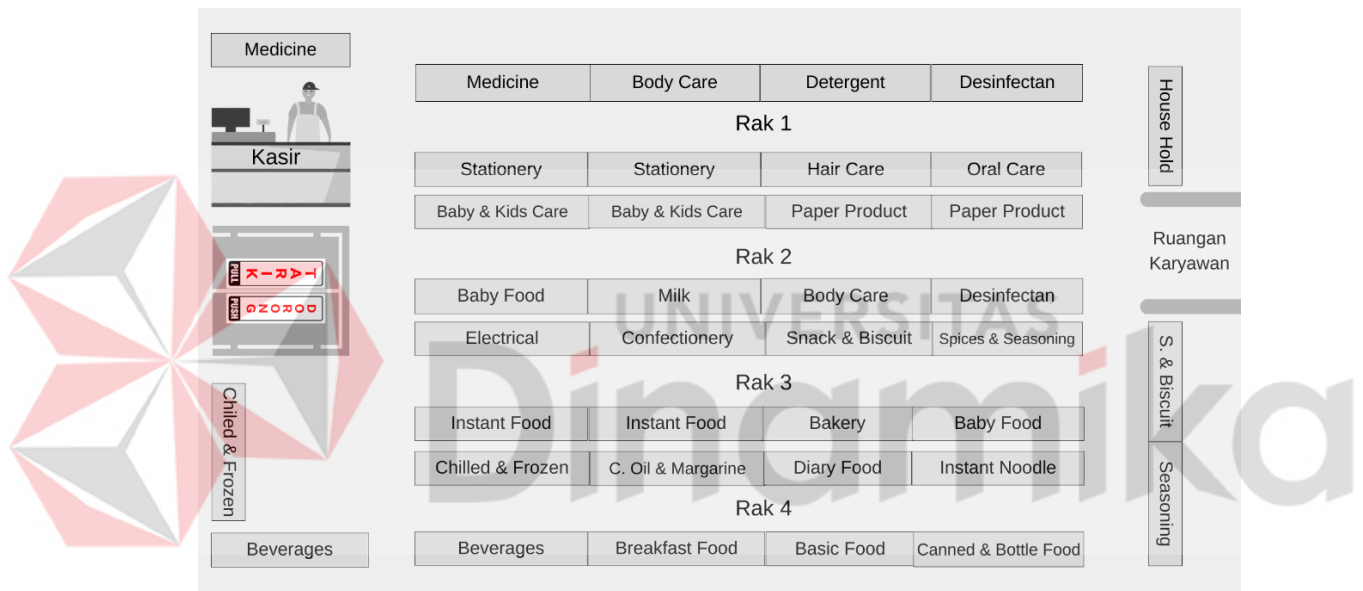 Medicine
Kasir
PULL TARIK
PUSH DORONG
Chiled & Frozen
Beverages
Medicine Body Care Detergent Desinfectan
Rak 1
Stationery Stationery Hair Care Oral Care
Baby & Kids Care Baby & Kids Care Paper Product Paper Product
Rak 2
Baby Food Milk Body Care Desinfectan
Electrical Confectionery Snack & Biscuit Spices & Seasoning
Rak 3
Instant Food Instant Food Bakery Baby Food
Chilled & Frozen C. Oil & Margarine Diary Food Instant Noodle
Rak 4
Beverages Breakfast Food Basic Food Canned & Bottle Food
House Hold
Ruangan
Karyawan
S. & Biscuit
Seasoning
UNIVERSITAS
Dinamika